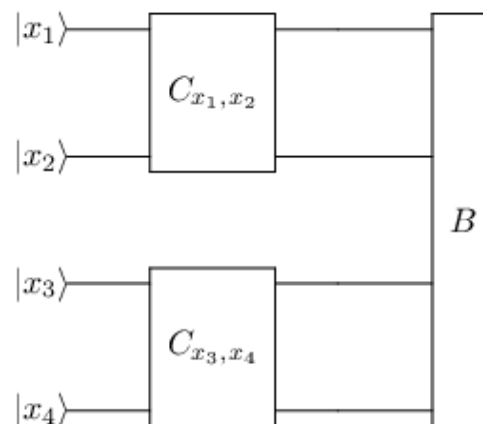 |x₁⟩
C_{x₁,x₂}
|x₂⟩
B
|x₃⟩
C_{x₃,x₄}
|x₄⟩